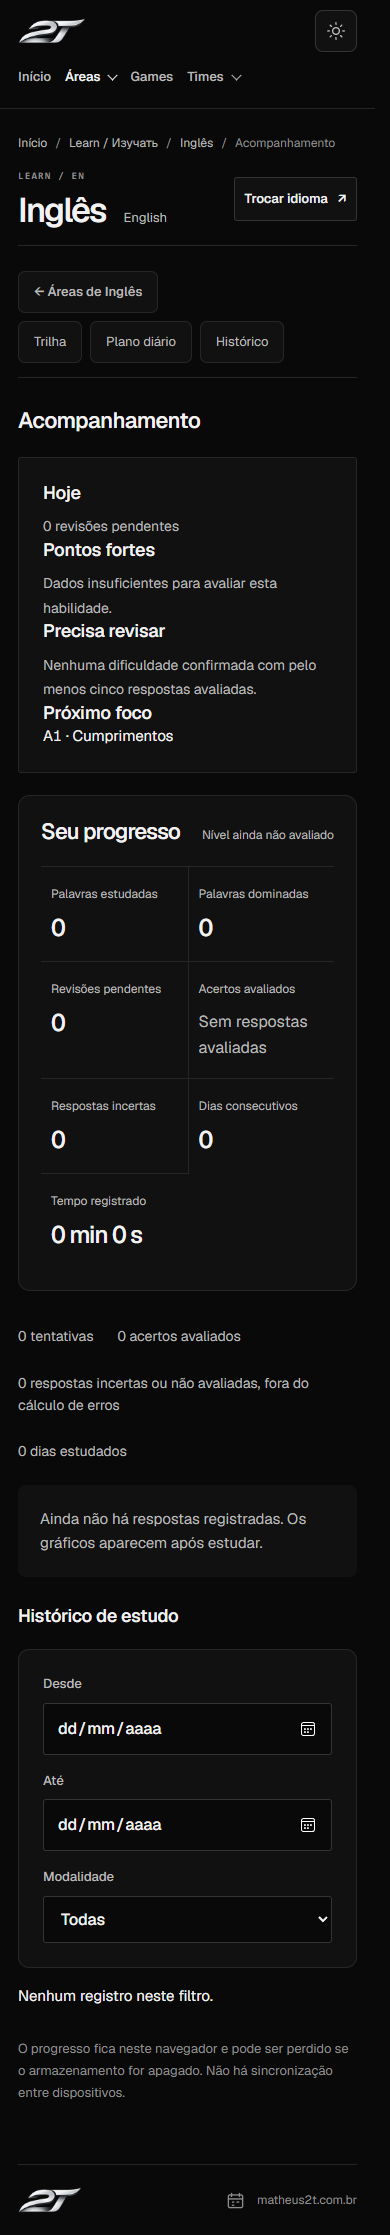 2T
Início Áreas Games Times
Início / Learn / Изучать / Inglês / Acompanhamento
LEARN / EN
Inglês English
Trocar idioma ↗
← Áreas de Inglês
Trilha Plano diário Histórico
Acompanhamento
Hoje
0 revisões pendentes
Pontos fortes
Dados insuficientes para avaliar esta
habilidade.
Precisa revisar
Nenhuma dificuldade confirmada com pelo
menos cinco respostas avaliadas.
Próximo foco
A1 · Cumprimentos
Seu progresso Nível ainda não avaliado
Palavras estudadas
0
Palavras dominadas
0
Revisões pendentes
0
Acertos avaliados
Sem respostas
avaliadas
Respostas incertas
0
Dias consecutivos
0
Tempo registrado
0 min 0 s
0 tentativas 0 acertos avaliados
0 respostas incertas ou não avaliadas, fora do
cálculo de erros
0 dias estudados
Ainda não há respostas registradas. Os
gráficos aparecem após estudar.
Histórico de estudo
Desde
dd/mm/aaaa
Até
dd/mm/aaaa
Modalidade
Todas
Nenhum registro neste filtro.
O progresso fica neste navegador e pode ser perdido se
o armazenamento for apagado. Não há sincronização
entre dispositivos.
2T
matheus2t.com.br